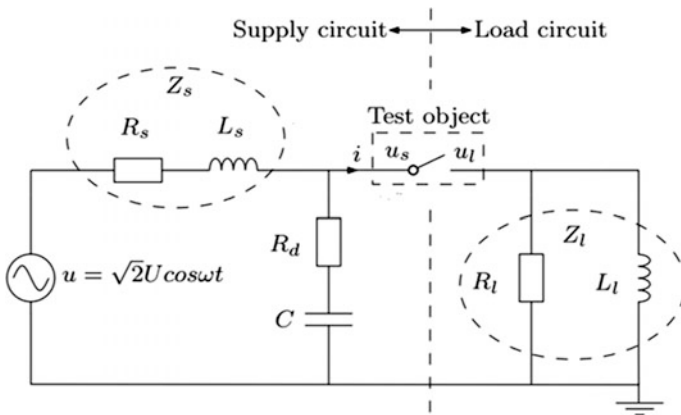 Supply circuit
Load circuit
Z_s
R_s
L_s
Test object
i
u_s
u_l
R_d
Z_l
u = √2Ucosωt
R_l
L_l
C